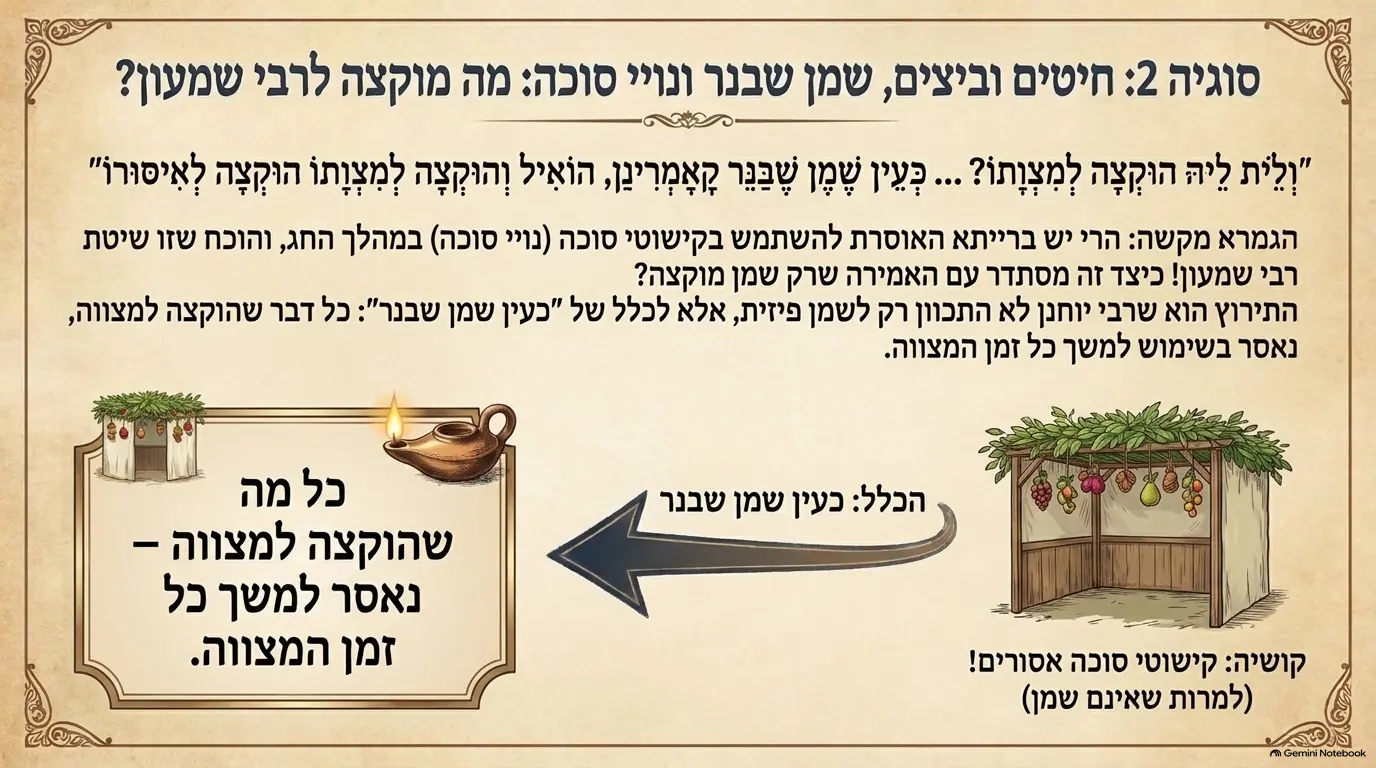 סוגיה 2: חיטים וביצים, שמן שבנר ונויי סוכה: מה מוקצה לרבי שמעון?
"וְלֵית לֵיהּ הוּקְצָה לְמִצְוָתוֹ? ... כְּעֵין שֶׁמֶן שֶׁבַּנֵּר קָאָמְרִינַן, הוֹאִיל וְהוּקְצָה לְמִצְוָתוֹ הוּקְצָה לְאִיסּוּרוֹ"
הגמרא מקשה: הרי יש ברייתא האוסרת להשתמש בקישוטי סוכה (נויי סוכה) במהלך החג, והוכח שזו שיטת
רבי שמעון! כיצד זה מסתדר עם האמירה שרק שמן מוקצה?
התירוץ הוא שרבי יוחנן לא התכוון רק לשמן פיזית, אלא לכלל של "כעין שמן שבנר": כל דבר שהוקצה למצווה,
נאסר בשימוש למשך כל זמן המצווה.
הכלל: כעין שמן שבנר
קושיה: קישוטי סוכה אסורים!
(למרות שאינם שמן)
כל מה
שהוקצה למצווה –
נאסר למשך כל
זמן המצווה.
Gemini Notebook